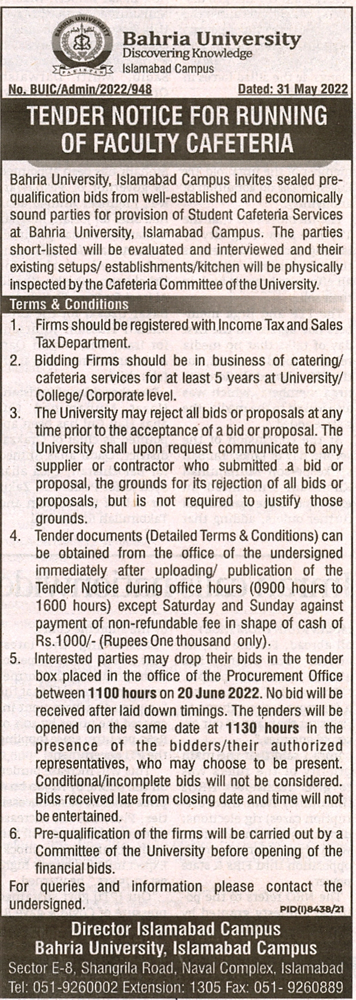 BAHRIA UNIVERSITY
PAKISTAN
Bahria University
Discovering Knowledge
Islamabad Campus
No. BUIC/Admin/2022/948 Dated: 31 May 2022
TENDER NOTICE FOR RUNNING
OF FACULTY CAFETERIA
Bahria University, Islamabad Campus invites sealed pre-
qualification bids from well-established and economically
sound parties for provision of Student Cafeteria Services
at Bahria University, Islamabad Campus. The parties
short-listed will be evaluated and interviewed and their
existing setups/ establishments/kitchen will be physically
inspected by the Cafeteria Committee of the University.
Terms & Conditions
1. Firms should be registered with Income Tax and Sales
Tax Department.
2. Bidding Firms should be in business of catering/
cafeteria services for at least 5 years at University/
College/ Corporate level.
3. The University may reject all bids or proposals at any
time prior to the acceptance of a bid or proposal. The
University shall upon request communicate to any
supplier or contractor who submitted a bid or
proposal, the grounds for its rejection of all bids or
proposals, but is not required to justify those
grounds.
4. Tender documents (Detailed Terms & Conditions) can
be obtained from the office of the undersigned
immediately after uploading/ publication of the
Tender Notice during office hours (0900 hours to
1600 hours) except Saturday and Sunday against
payment of non-refundable fee in shape of cash of
Rs.1000/- (Rupees One thousand only).
5. Interested parties may drop their bids in the tender
box placed in the office of the Procurement Office
between 1100 hours on 20 June 2022. No bid will be
received after laid down timings. The tenders will be
opened on the same date at 1130 hours in the
presence of the bidders/their authorized
representatives, who may choose to be present.
Conditional/incomplete bids will not be considered.
Bids received late from closing date and time will not
be entertained.
6. Pre-qualification of the firms will be carried out by a
Committee of the University before opening of the
financial bids.
For queries and information please contact the
undersigned.
PID(I)8438/21
Director Islamabad Campus
Bahria University, Islamabad Campus
Sector E-8, Shangrila Road, Naval Complex, Islamabad
Tel: 051-9260002 Extension: 1305 Fax: 051- 9260889